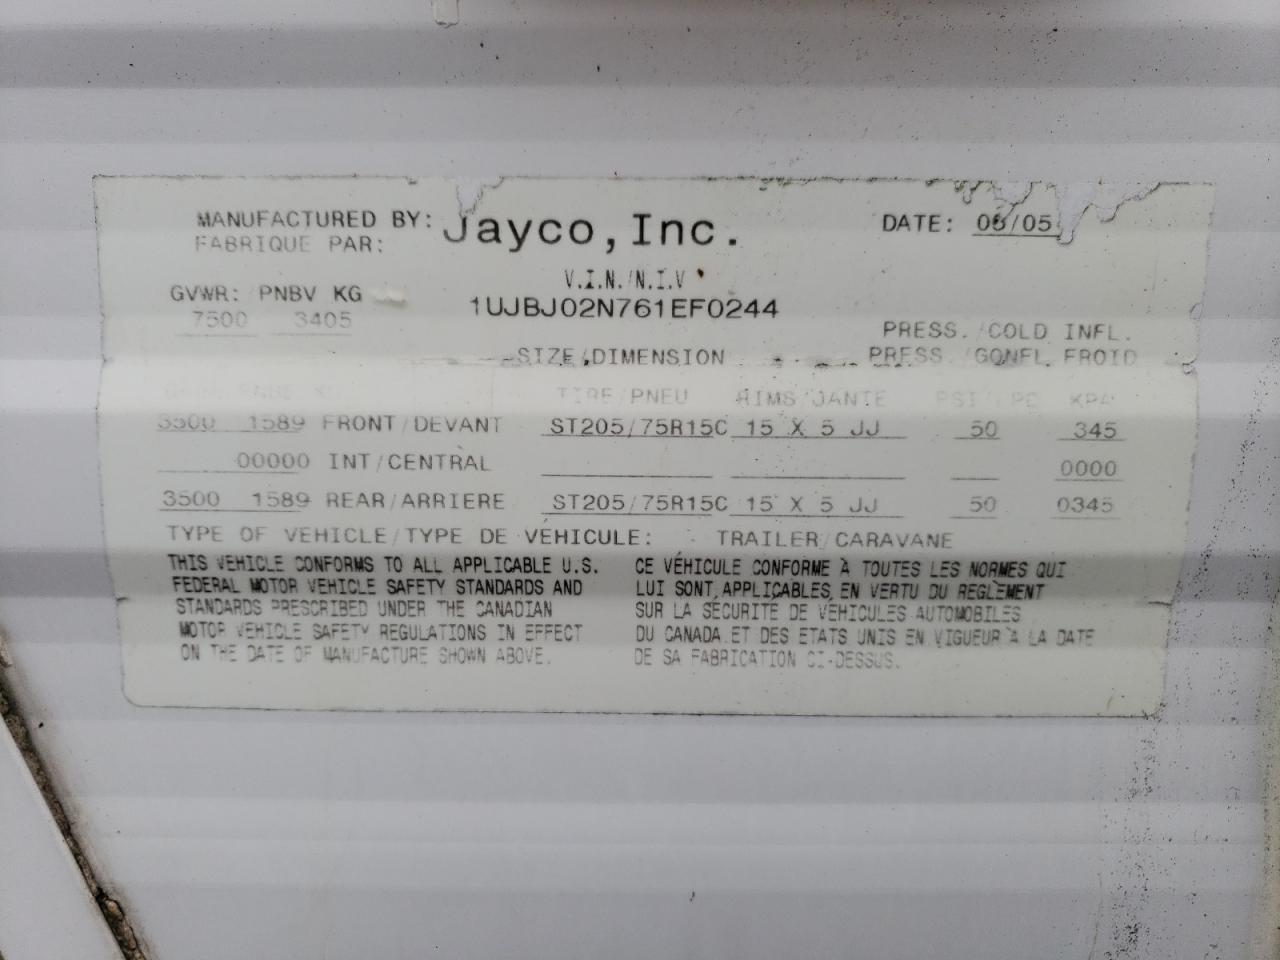 MANUFACTURED BY: Jayco, Inc. DATE: 06/05
FABRIQUE PAR:
V.I.N./N.I.V
GVWR: PNBV KG
1UJBJ02N761EF0244
7500 3405
PRESS./COLD INFL.
SIZE/DIMENSION PRESS./GONFL. FROID
TIRE/PNEU RIMS/JANTE PSI/LPC KPA
3500 1589 FRONT/DEVANT ST205/75R15C 15 X 5 JJ 50 345
00000 INT/CENTRAL 0000
3500 1589 REAR/ARRIERE ST205/75R15C 15 X 5 JJ 50 0345
TYPE OF VEHICLE/TYPE DE VÉHICULE: TRAILER/CARAVANE
THIS VEHICLE CONFORMS TO ALL APPLICABLE U.S.
FEDERAL MOTOR VEHICLE SAFETY STANDARDS AND
STANDARDS PRESCRIBED UNDER THE CANADIAN
MOTOR VEHICLE SAFETY REGULATIONS IN EFFECT
ON THE DATE OF MANUFACTURE SHOWN ABOVE.
CE VÉHICULE CONFORME À TOUTES LES NORMES QUI
LUI SONT APPLICABLES EN VERTU DU REGLEMENT
SUR LA SÉCURITÉ DE VEHICULES AUTOMOBILES
DU CANADA ET DES ETATS UNIS EN VIGUEUR À LA DATE
DE SA FABRICATION CI-DESSUS.